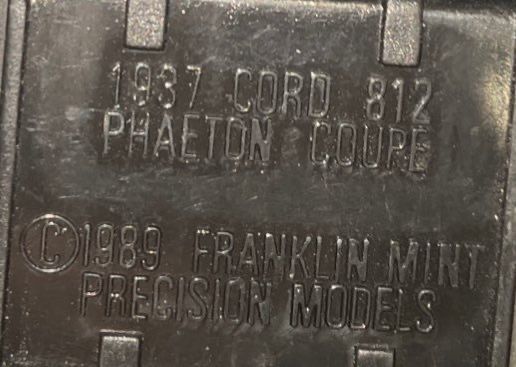 1937 CORD 812
PHAETON COUPE
©1989 FRANKLIN MINT
PRECISION MODELS